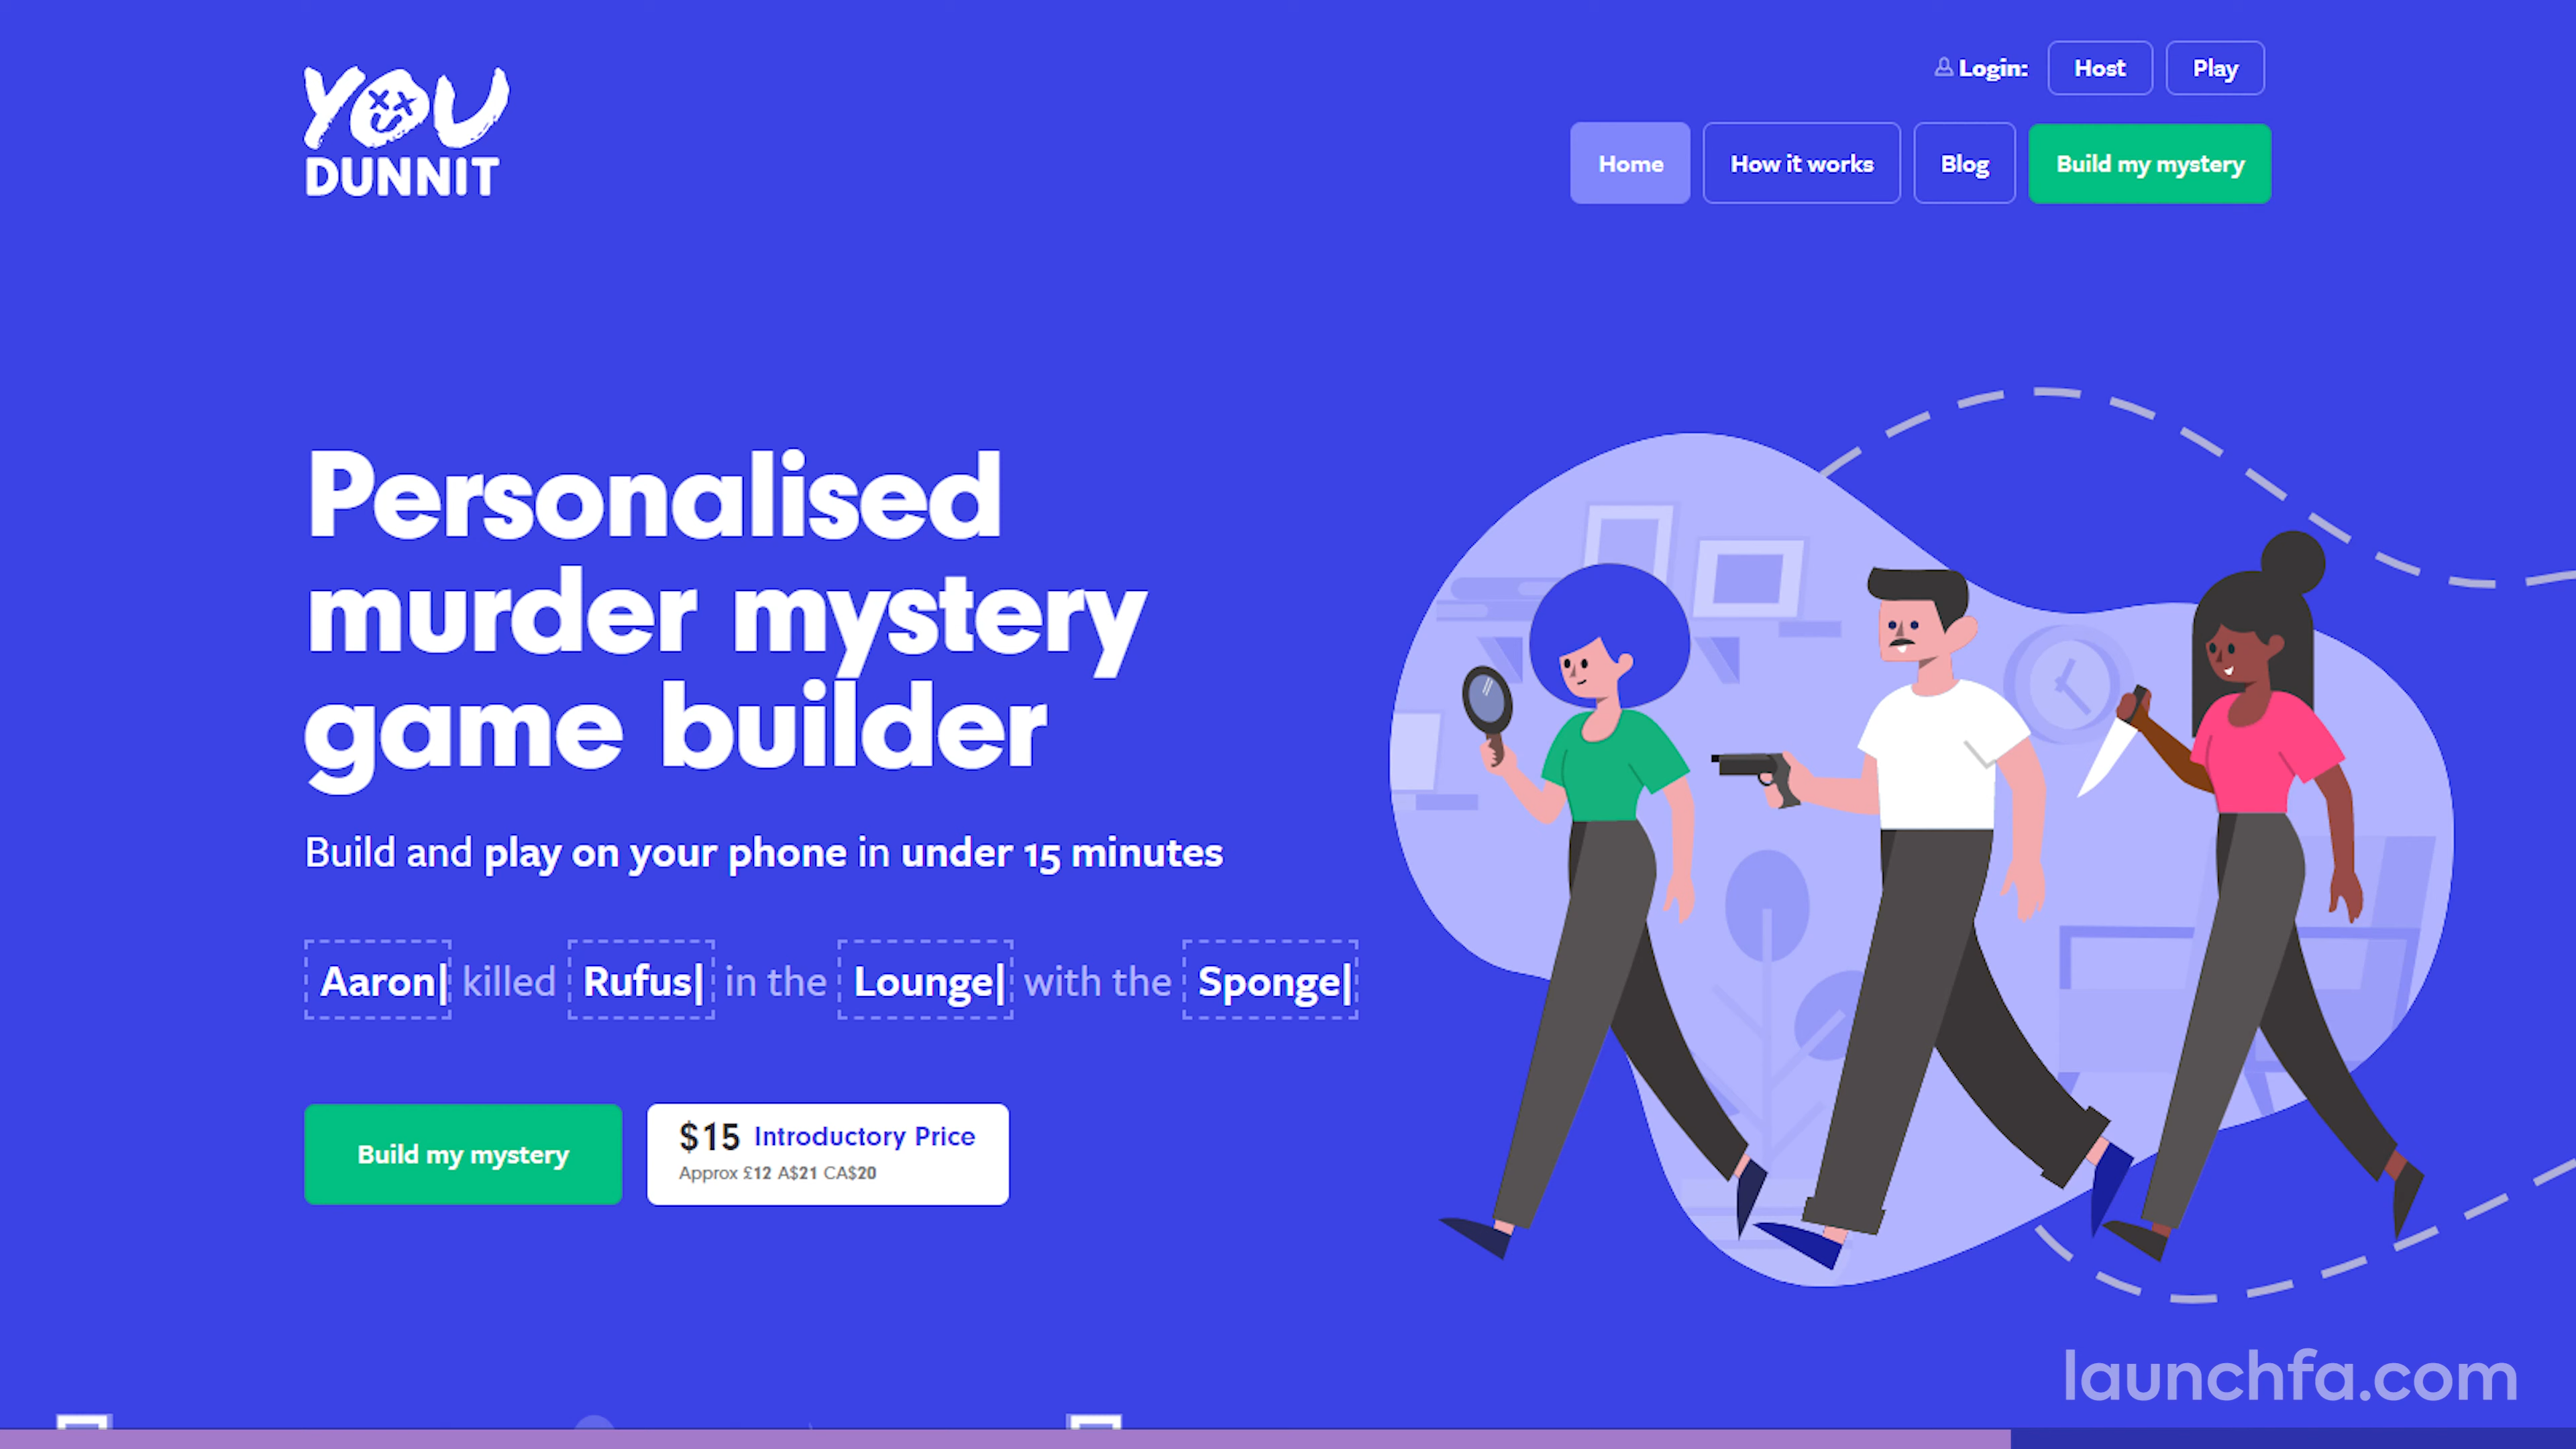 YOU
DUNNIT
Login: Host Play
Home How it works Blog Build my mystery
Personalised
murder mystery
game builder
Build and play on your phone in under 15 minutes
Aaron| killed Rufus| in the Lounge| with the Sponge|
Build my mystery
$15 Introductory Price
Approx £12 A$21 CA$20
launchfa.com